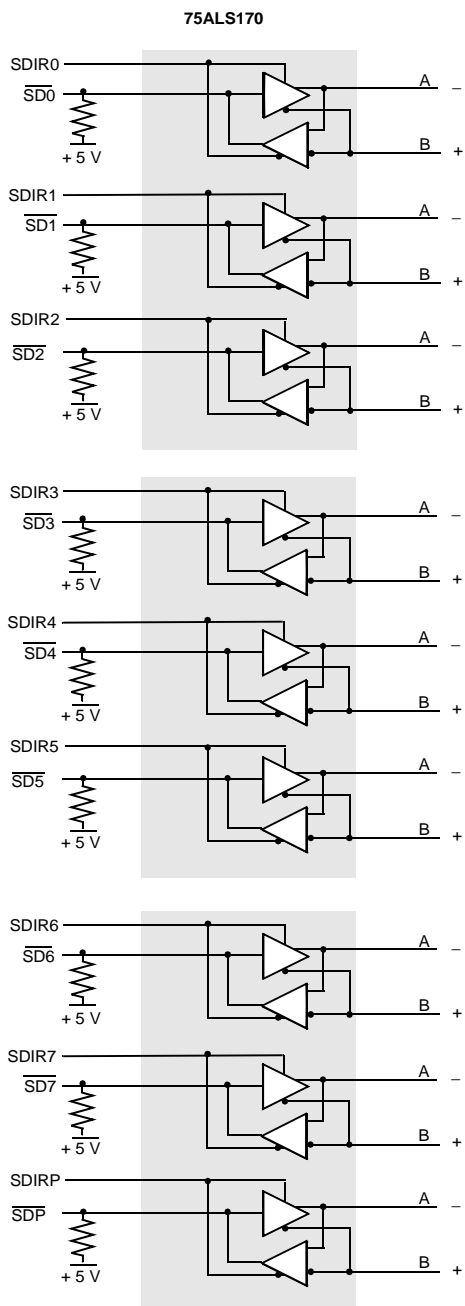 75ALS170
SDIR0 A –
SD0
+ 5 V B +
SDIR1 A –
SD1
+ 5 V B +
SDIR2 A –
SD2
+ 5 V B +
SDIR3 A –
SD3
+ 5 V B +
SDIR4 A –
SD4
+ 5 V B +
SDIR5 A –
SD5
+ 5 V B +
SDIR6 A –
SD6
+ 5 V B +
SDIR7 A –
SD7
+ 5 V B +
SDIRP A –
SDP
+ 5 V B +